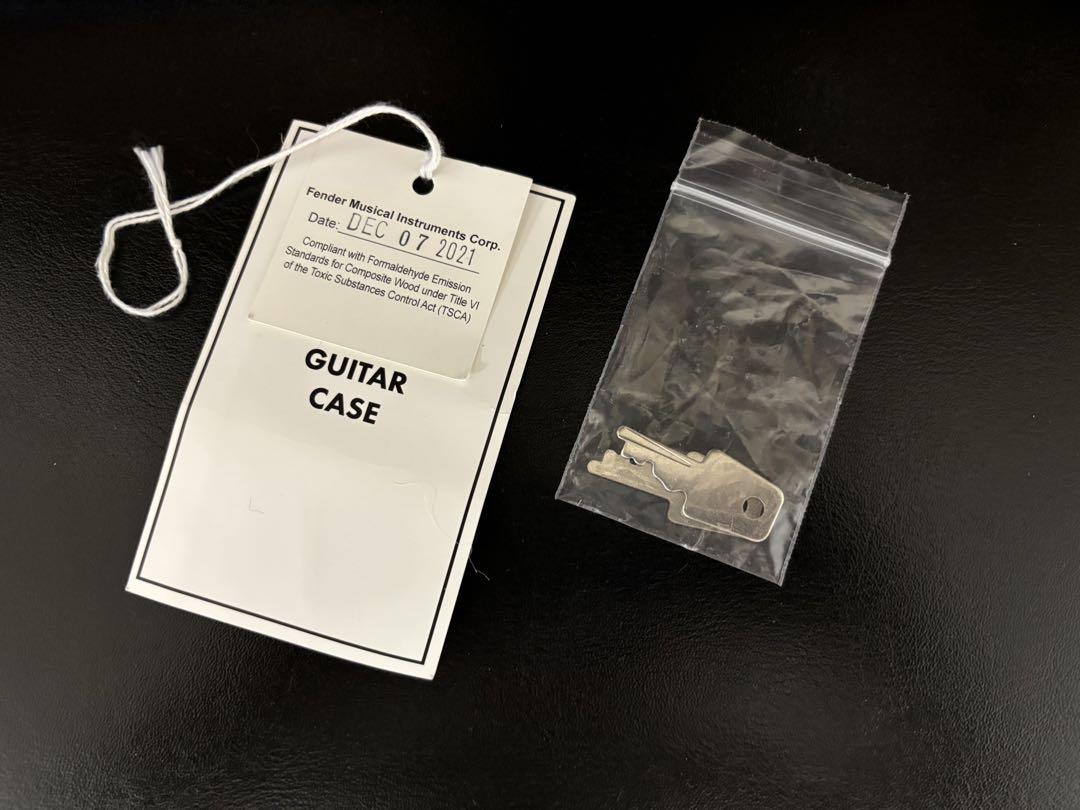 Fender Musical Instruments Corp.
Date: DEC 07 2021
Compliant with Formaldehyde Emission
Standards for Composite Wood under Title VI
of the Toxic Substances Control Act (TSCA)
GUITAR
CASE